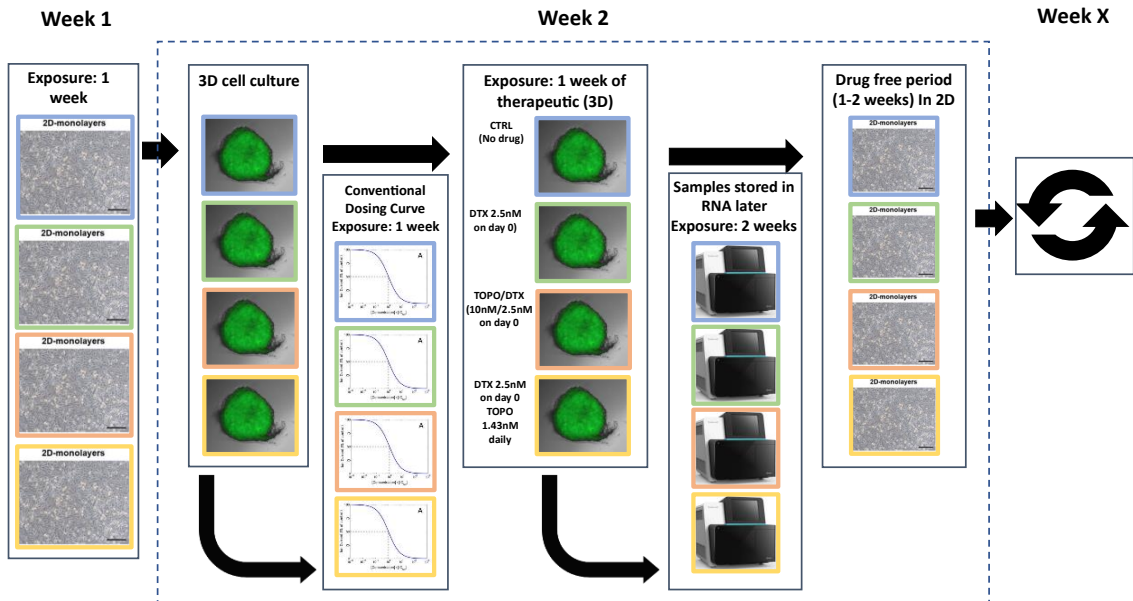 Week 1
Week 2
Week X
Exposure: 1
week
2D-monolayers
2D-monolayers
2D-monolayers
2D-monolayers
3D cell culture
Conventional
Dosing Curve
Exposure: 1 week
A
A
A
A
Exposure: 1 week of
therapeutic (3D)
CTRL
(No drug)
DTX 2.5nM
on day 0)
TOPO/DTX
(10nM/2.5nM
on day 0
DTX 2.5nM
on day 0
TOPO
1.43nM
daily
Samples stored in
RNA later
Exposure: 2 weeks
Drug free period
(1-2 weeks) In 2D
2D-monolayers
2D-monolayers
2D-monolayers
2D-monolayers